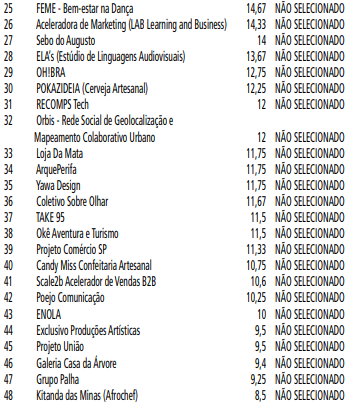 25 FEME - Bem-estar na Dança 14,67 NÃO SELECIONADO
26 Aceleradora de Marketing (LAB Learning and Business) 14,33 NÃO SELECIONADO
27 Sebo do Augusto 14 NÃO SELECIONADO
28 ELA's (Estúdio de Linguagens Audiovisuais) 13,67 NÃO SELECIONADO
29 OH!BRA 12,75 NÃO SELECIONADO
30 POKAZIDEIA (Cerveja Artesanal) 12,25 NÃO SELECIONADO
31 RECOMPS Tech 12 NÃO SELECIONADO
32 Orbis - Rede Social de Geolocalização e
Mapeamento Colaborativo Urbano 12 NÃO SELECIONADO
33 Loja Da Mata 11,75 NÃO SELECIONADO
34 ArquePerifa 11,75 NÃO SELECIONADO
35 Yawa Design 11,75 NÃO SELECIONADO
36 Coletivo Sobre Olhar 11,67 NÃO SELECIONADO
37 TAKE 95 11,5 NÃO SELECIONADO
38 Okê Aventura e Turismo 11,5 NÃO SELECIONADO
39 Projeto Comércio SP 11,33 NÃO SELECIONADO
40 Candy Miss Confeitaria Artesanal 10,75 NÃO SELECIONADO
41 Scale2b Acelerador de Vendas B2B 10,6 NÃO SELECIONADO
42 Poejo Comunicação 10,25 NÃO SELECIONADO
43 ENOLA 10 NÃO SELECIONADO
44 Exclusivo Produções Artísticas 9,5 NÃO SELECIONADO
45 Projeto União 9,5 NÃO SELECIONADO
46 Galeria Casa da Árvore 9,4 NÃO SELECIONADO
47 Grupo Palha 9,25 NÃO SELECIONADO
48 Kitanda das Minas (Afrochef) 8,5 NÃO SELECIONADO